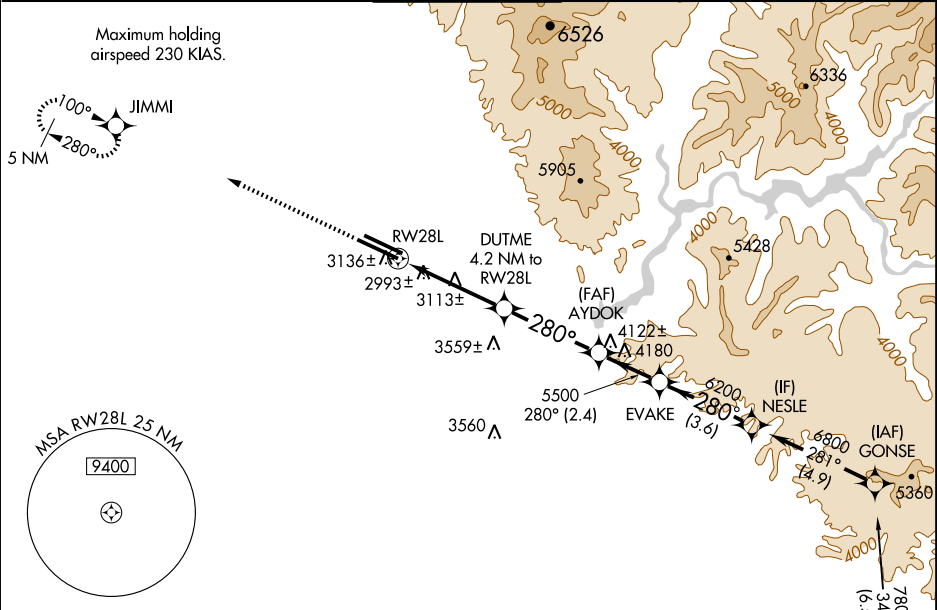 Maximum holding
airspeed 230 KIAS.
6526
6336
5000
4000
5000
4000
5905
100°
JIMMI
280°
5 NM
4000
5428
RW28L
DUTME
4.2 NM to
RW28L
3136±
2993±
3113±
(FAF)
AYDOK
280°
4122±
4180
3559±
4000
5500
280° (2.4)
EVAKE
6200
280°
(3.6)
(IF)
NESLE
3560
6800
281°
(4.9)
(IAF)
GONSE
5360
MSA RW28L 25 NM
9400
4000